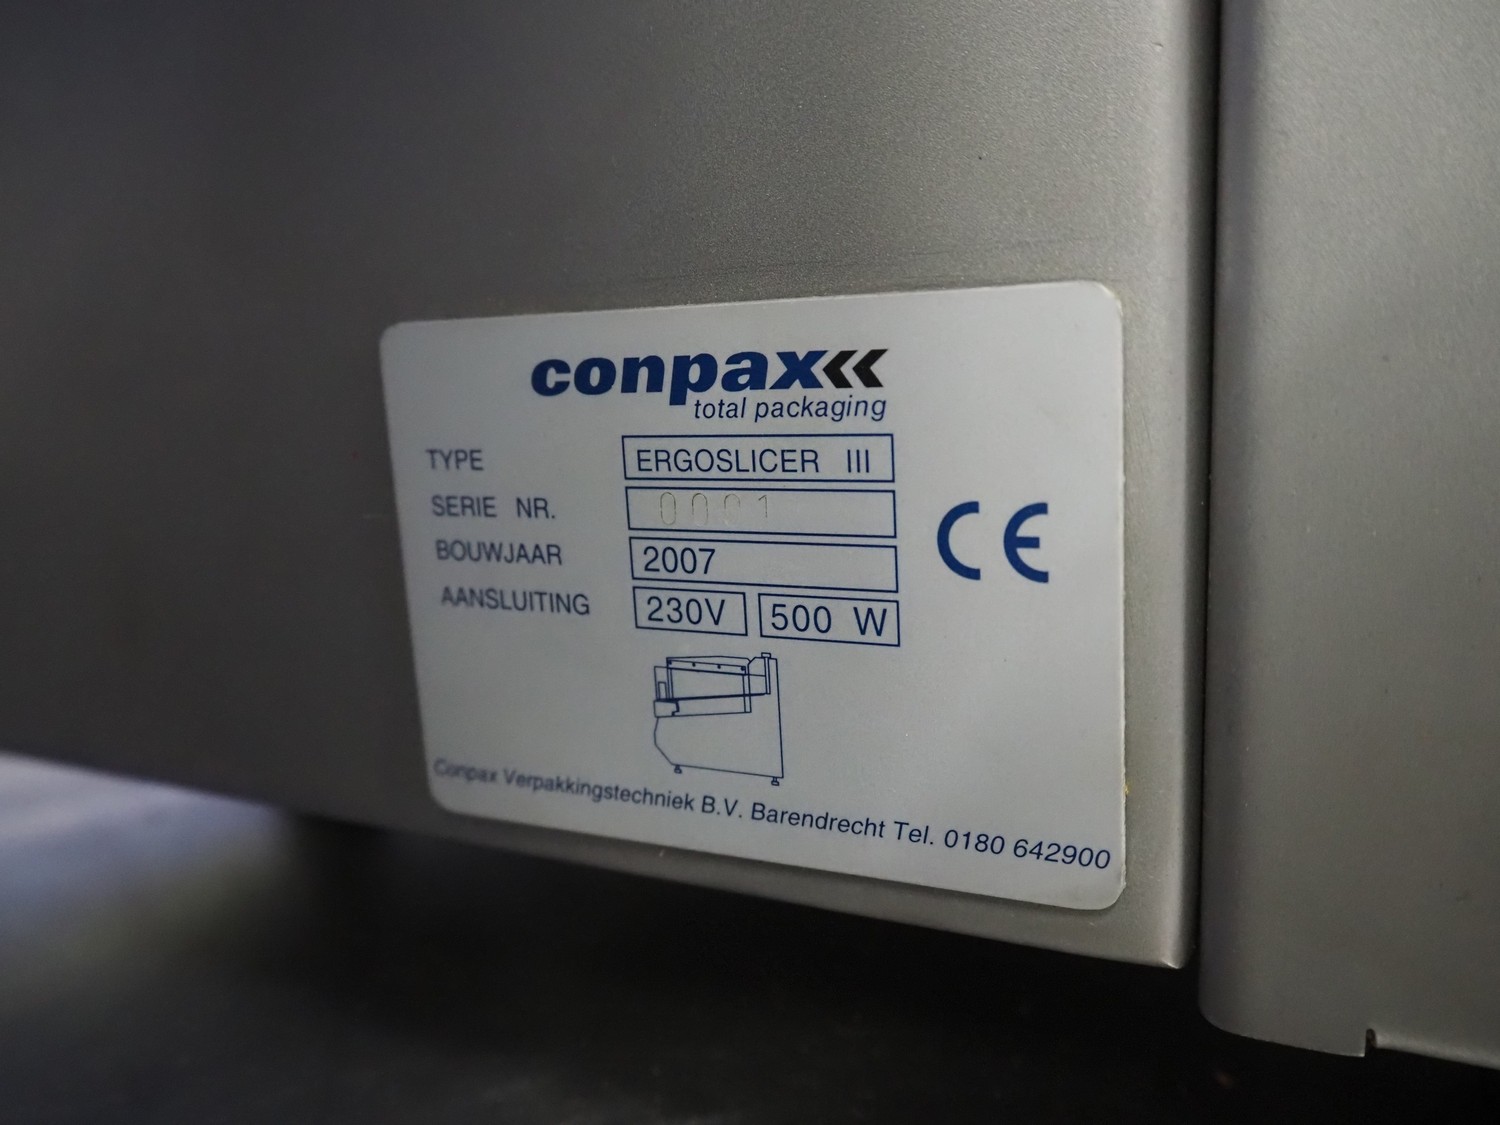 conpax
total packaging
TYPE ERGOSLICER III
SERIE NR. 0001
BOUWJAAR 2007
AANSLUITING 230V 500 W
CE
Conpax Verpakkingstechniek B.V. Barendrecht Tel. 0180 642900